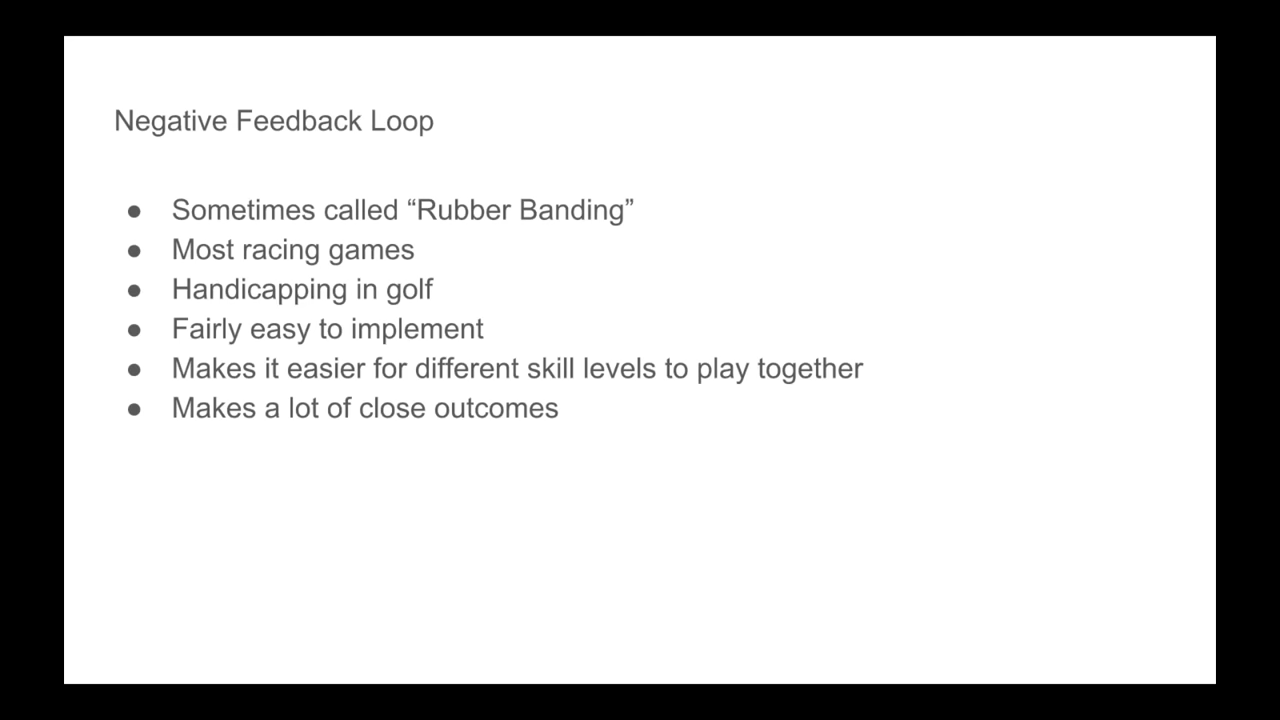 Negative Feedback Loop
● Sometimes called “Rubber Banding”
● Most racing games
● Handicapping in golf
● Fairly easy to implement
● Makes it easier for different skill levels to play together
● Makes a lot of close outcomes